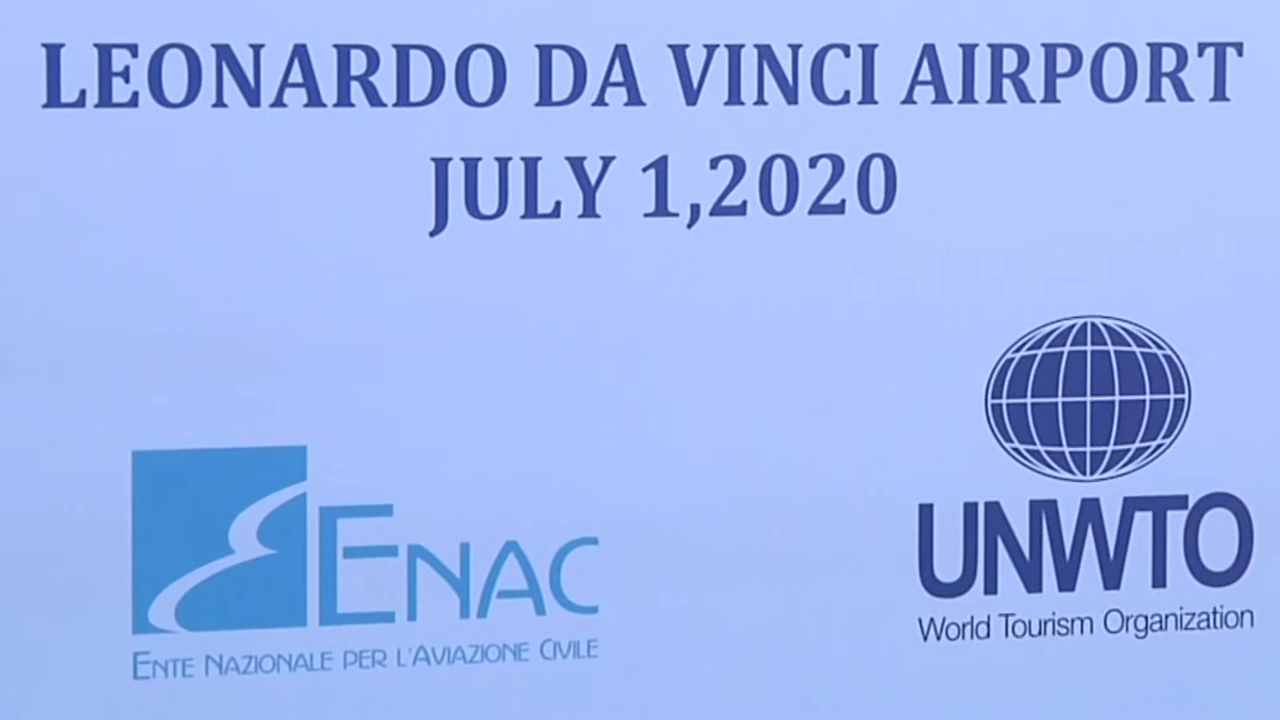 LEONARDO DA VINCI AIRPORT
JULY 1,2020
ENAC
ENTE NAZIONALE PER L'AVIAZIONE CIVILE
UNWTO
World Tourism Organization